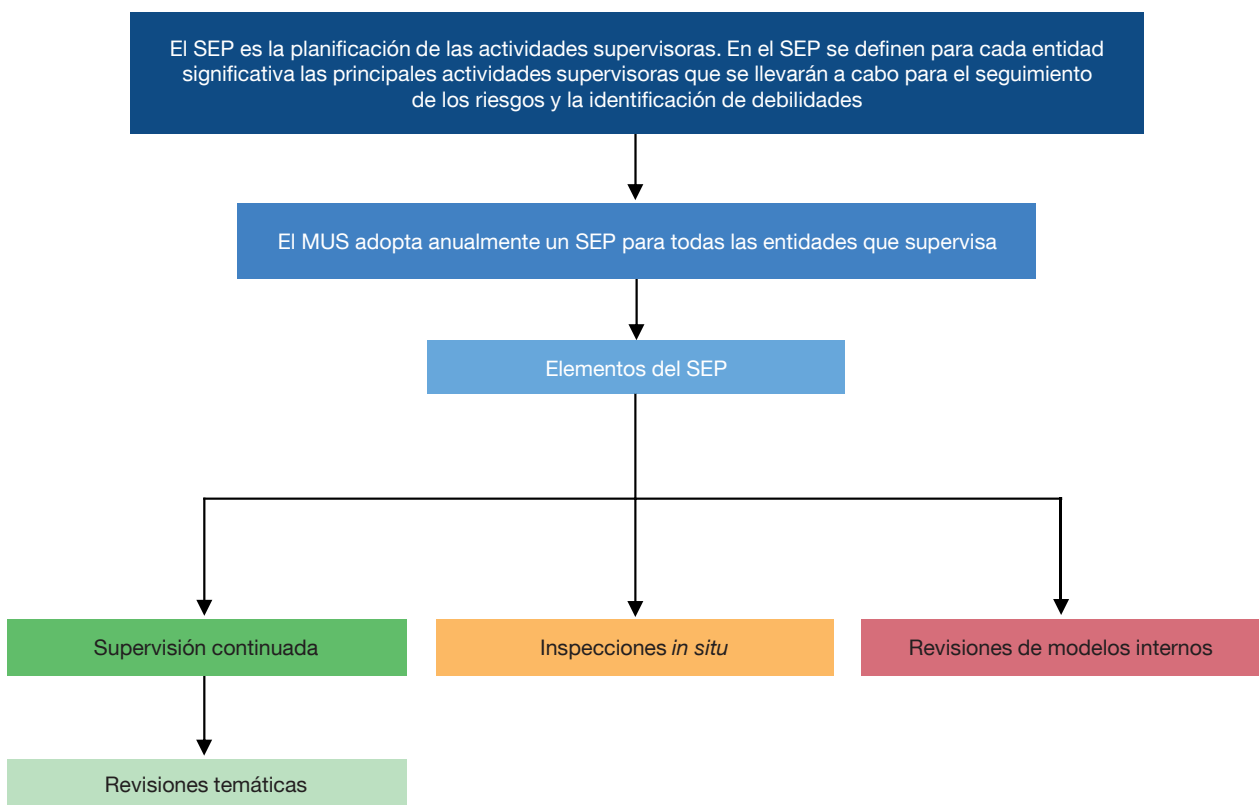 El SEP es la planificación de las actividades supervisoras. En el SEP se definen para cada entidad
significativa las principales actividades supervisoras que se llevarán a cabo para el seguimiento
de los riesgos y la identificación de debilidades
El MUS adopta anualmente un SEP para todas las entidades que supervisa
Elementos del SEP
Supervisión continuada
Inspecciones in situ
Revisiones de modelos internos
Revisiones temáticas